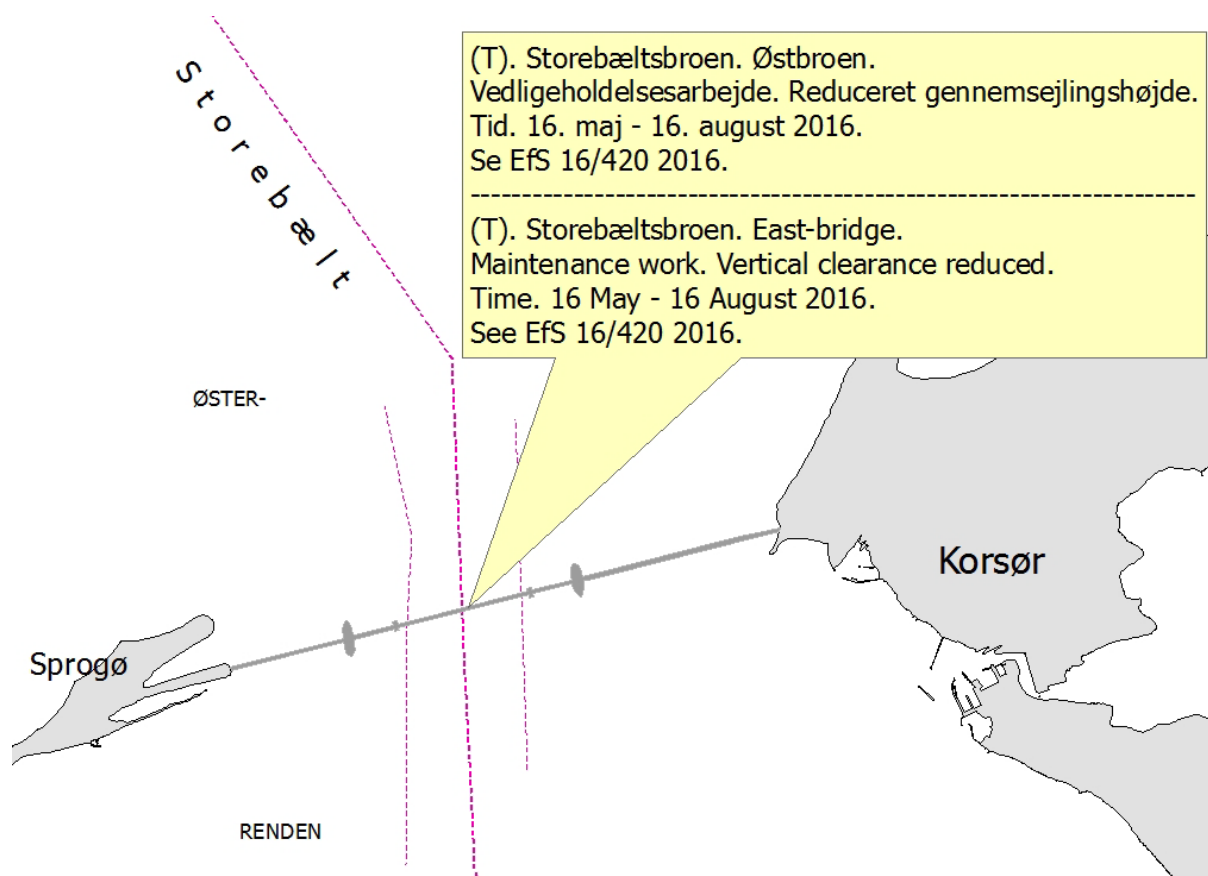 (T). Storebæltsbroen. Østbroen.
Vedligeholdelsesarbejde. Reduceret gennemsejlingshøjde.
Tid. 16. maj - 16. august 2016.
Se EfS 16/420 2016.
-----------------------------------------------------------------------
(T). Storebæltsbroen. East-bridge.
Maintenance work. Vertical clearance reduced.
Time. 16 May - 16 August 2016.
See EfS 16/420 2016.
Storebælt
ØSTER-
Korsør
Sprogø
RENDEN